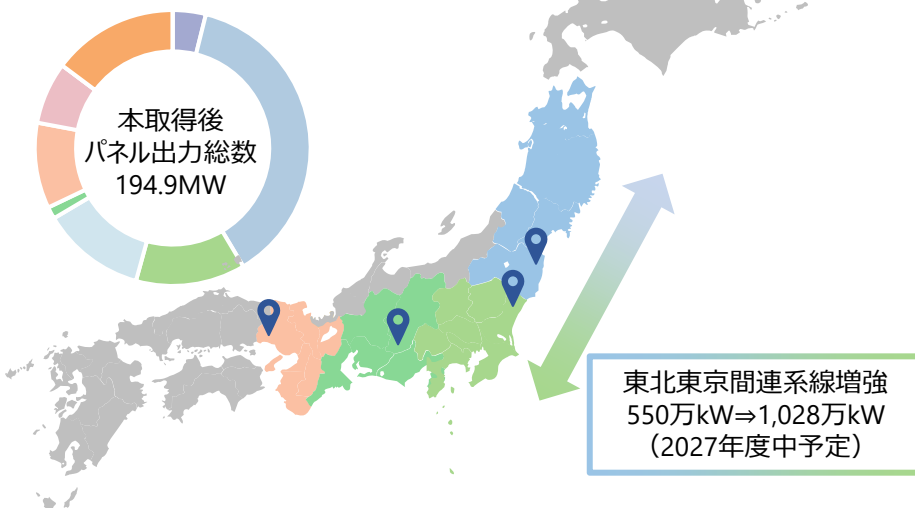 本取得後
パネル出力総数
194.9MW
東北東京間連系線増強
550万kW⇒1,028万kW
（2027年度中予定）